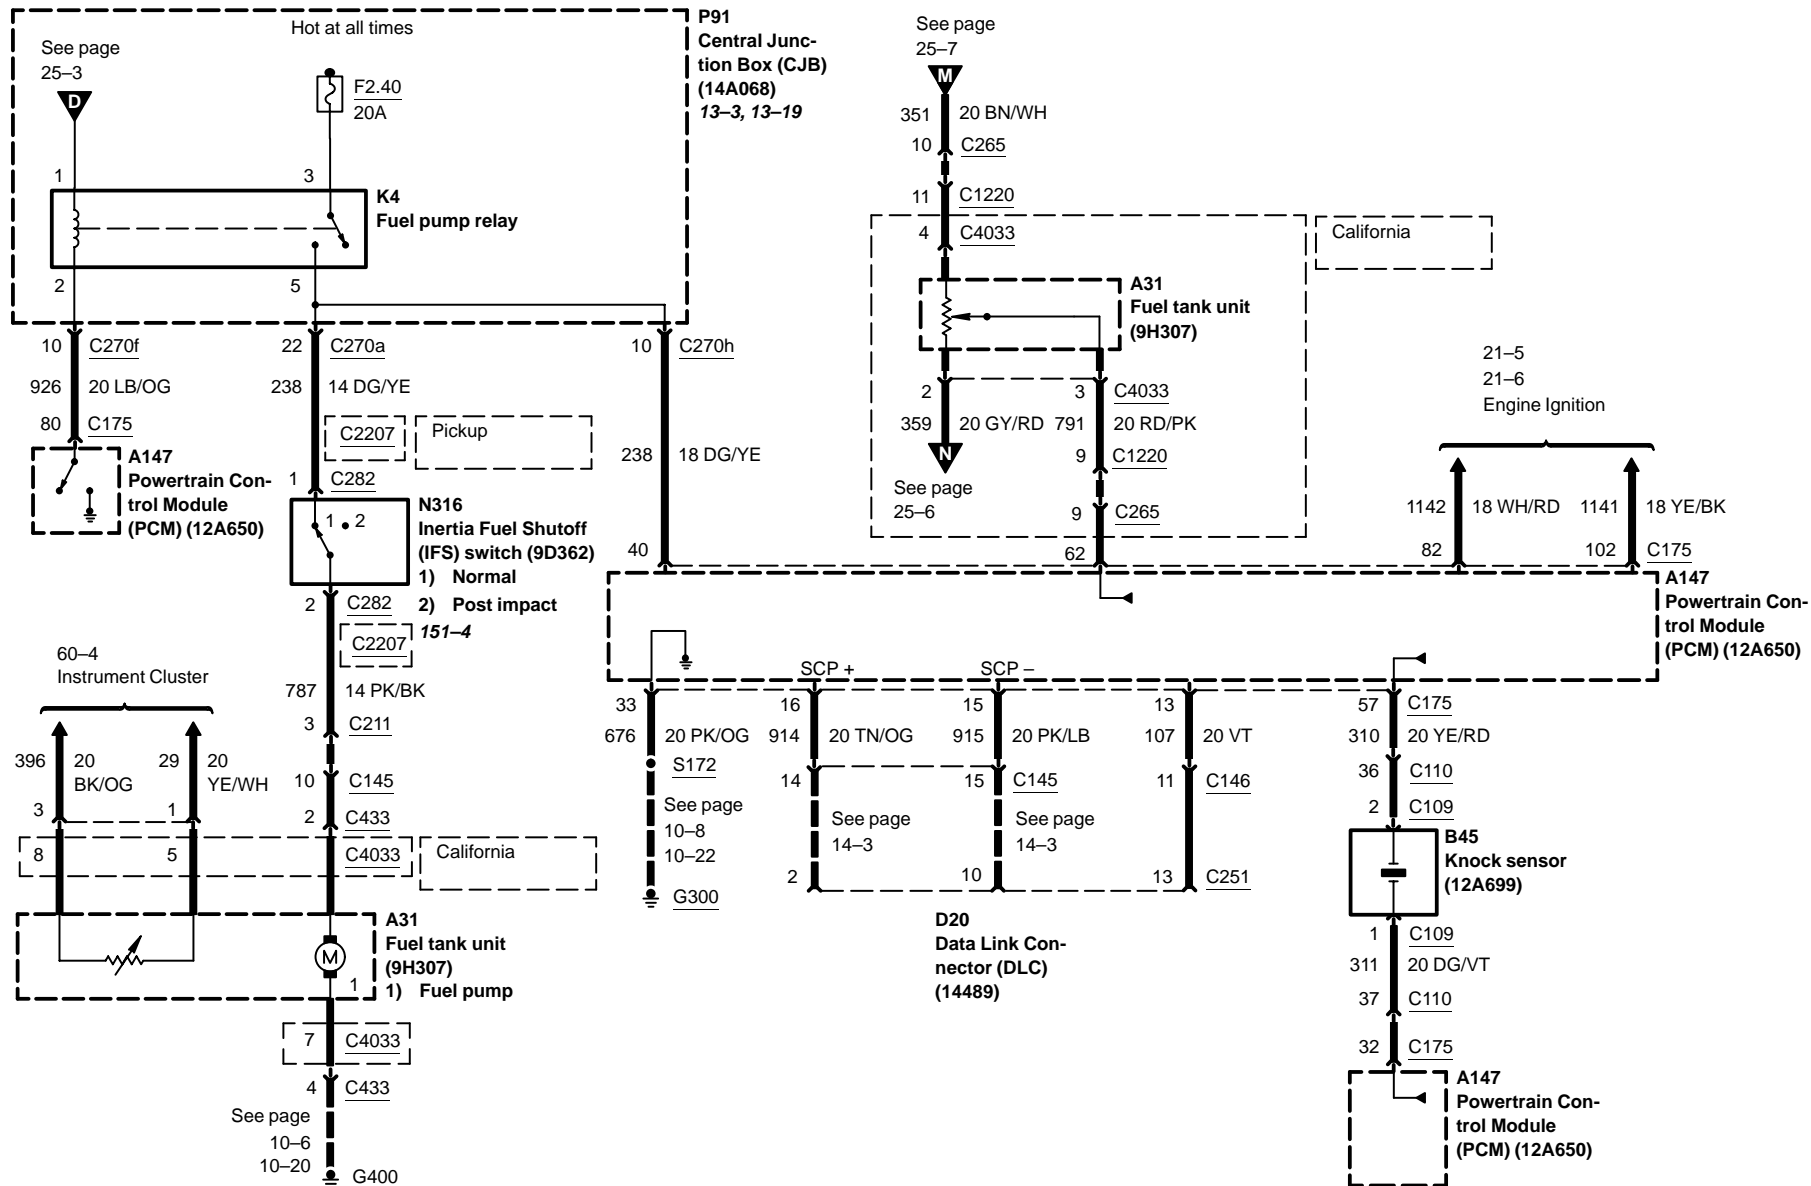 Hot at all times
See page
25–3
D
F2.40
20A
P91
Central Junc-
tion Box (CJB)
(14A068)
13–3, 13–19
1
3
K4
Fuel pump relay
2
5
10 C270f
22 C270a
10 C270h
926 20 LB/OG
238 14 DG/YE
80 C175
C2207
Pickup
238 18 DG/YE
A147
Powertrain Con-
trol Module
(PCM) (12A650)
1 C282
1 2
N316
Inertia Fuel Shutoff
(IFS) switch (9D362)
1) Normal
2) Post impact
151–4
2 C282
C2207
787 14 PK/BK
3 C211
60–4
Instrument Cluster
396 20
BK/OG
29 20
YE/WH
3
1
10 C145
2 C433
8
5
C4033
California
A31
Fuel tank unit
(9H307)
1) Fuel pump
M
1
7 C4033
4 C433
See page
10–6
10–20
G400
See page
25–7
M
351 20 BN/WH
10 C265
11 C1220
4 C4033
California
A31
Fuel tank unit
(9H307)
2
3 C4033
359 20 GY/RD
791 20 RD/PK
N
9 C1220
See page
25–6
9 C265
21–5
21–6
Engine Ignition
1142 18 WH/RD
1141 18 YE/BK
40
62
82
102 C175
A147
Powertrain Con-
trol Module
(PCM) (12A650)
SCP +
SCP –
33
16
15
13
57 C175
676 20 PK/OG
914 20 TN/OG
915 20 PK/LB
107 20 VT
310 20 YE/RD
S172
14
15 C145
11 C146
36 C110
See page
10–8
10–22
See page
14–3
See page
14–3
2 C109
G300
2
10
13 C251
B45
Knock sensor
(12A699)
D20
Data Link Con-
nector (DLC)
(14489)
1 C109
311 20 DG/VT
37 C110
32 C175
A147
Powertrain Con-
trol Module
(PCM) (12A650)